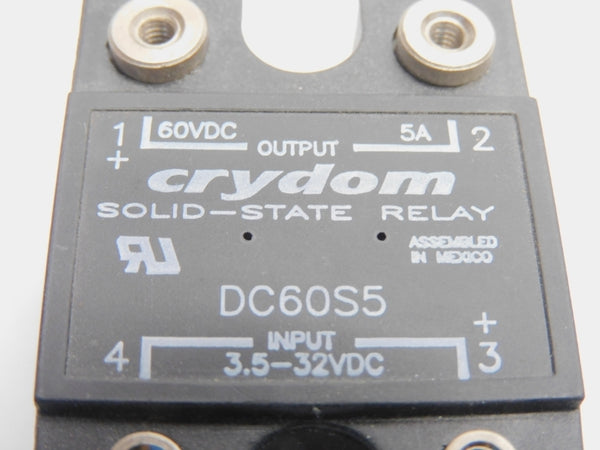 1 60VDC 5A 2
+ OUTPUT
crydom
SOLID-STATE RELAY
RU ASSEMBLED
IN MEXICO
DC60S5
+
4 INPUT 3
3.5-32VDC